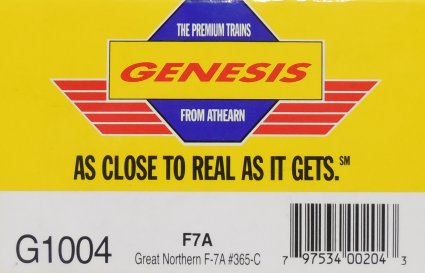 THE PREMIUM TRAINS
GENESIS
FROM ATHEARN
AS CLOSE TO REAL AS IT GETS.℠
G1004
F7A
Great Northern F-7A #365-C
7 97534 00204 3